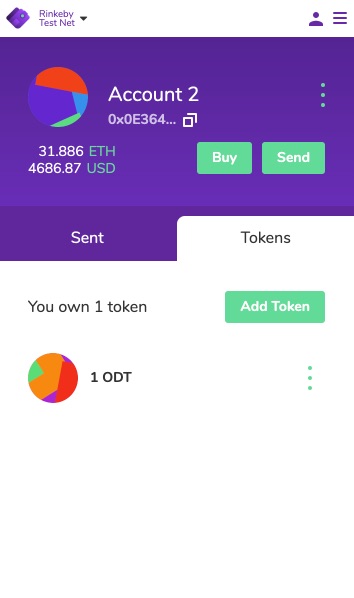 Rinkeby
Test Net
Account 2
0x0E364...
31.886 ETH
4686.87 USD
Buy
Send
Sent
Tokens
You own 1 token
Add Token
1 ODT